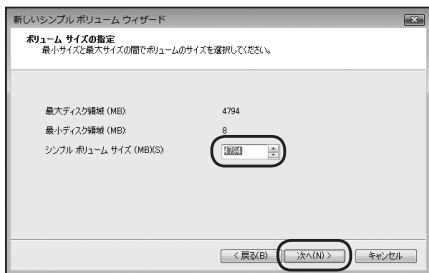 新しいシンプル ボリューム ウィザード
ボリューム サイズの指定
最小サイズと最大サイズの間でボリュームのサイズを選択してください。
最大ディスク領域 (MB): 4794
最小ディスク領域 (MB): 8
シンプル ボリューム サイズ (MB)(S): 4794
< 戻る(B) 次へ(N) > キャンセル